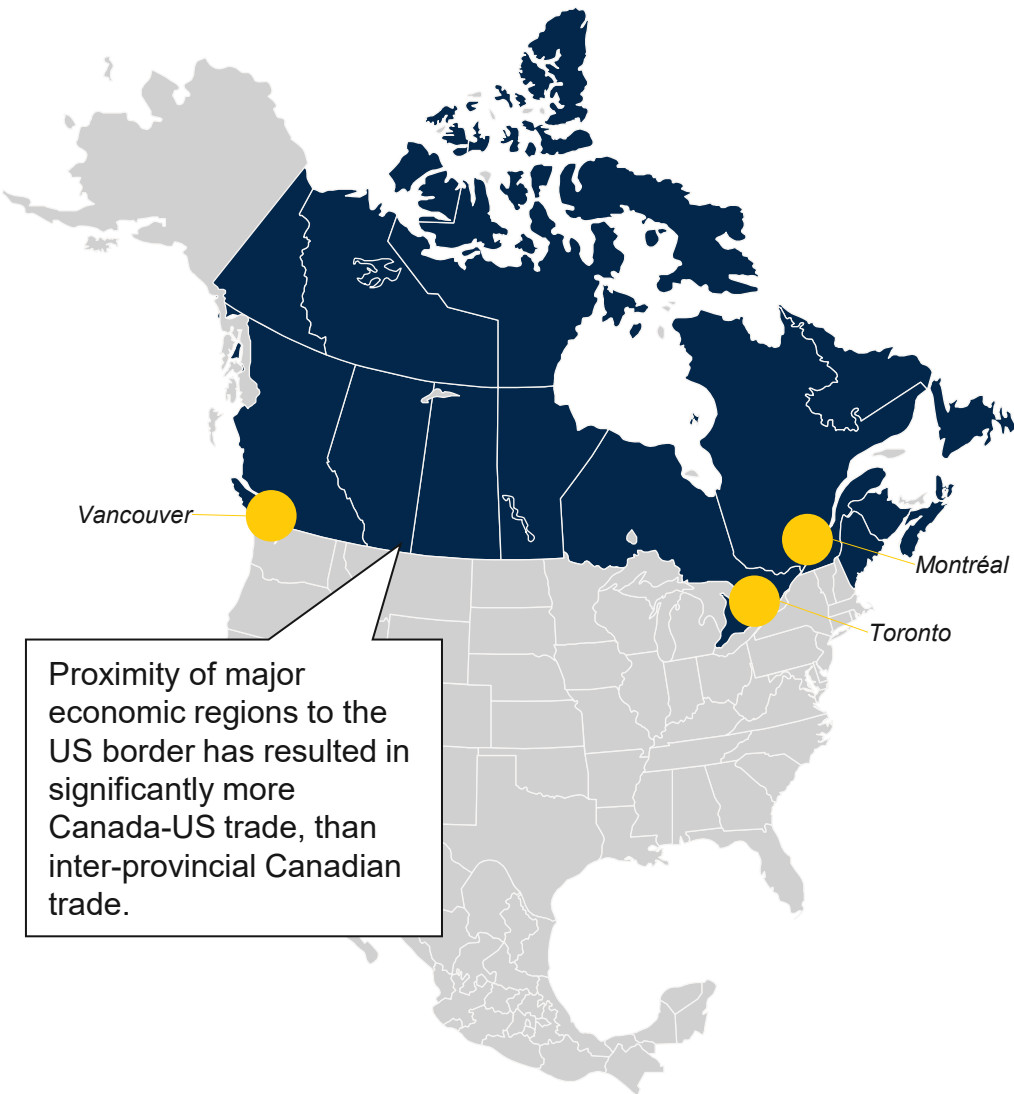 Vancouver
Montréal
Toronto
Proximity of major
economic regions to the
US border has resulted in
significantly more
Canada-US trade, than
inter-provincial Canadian
trade.